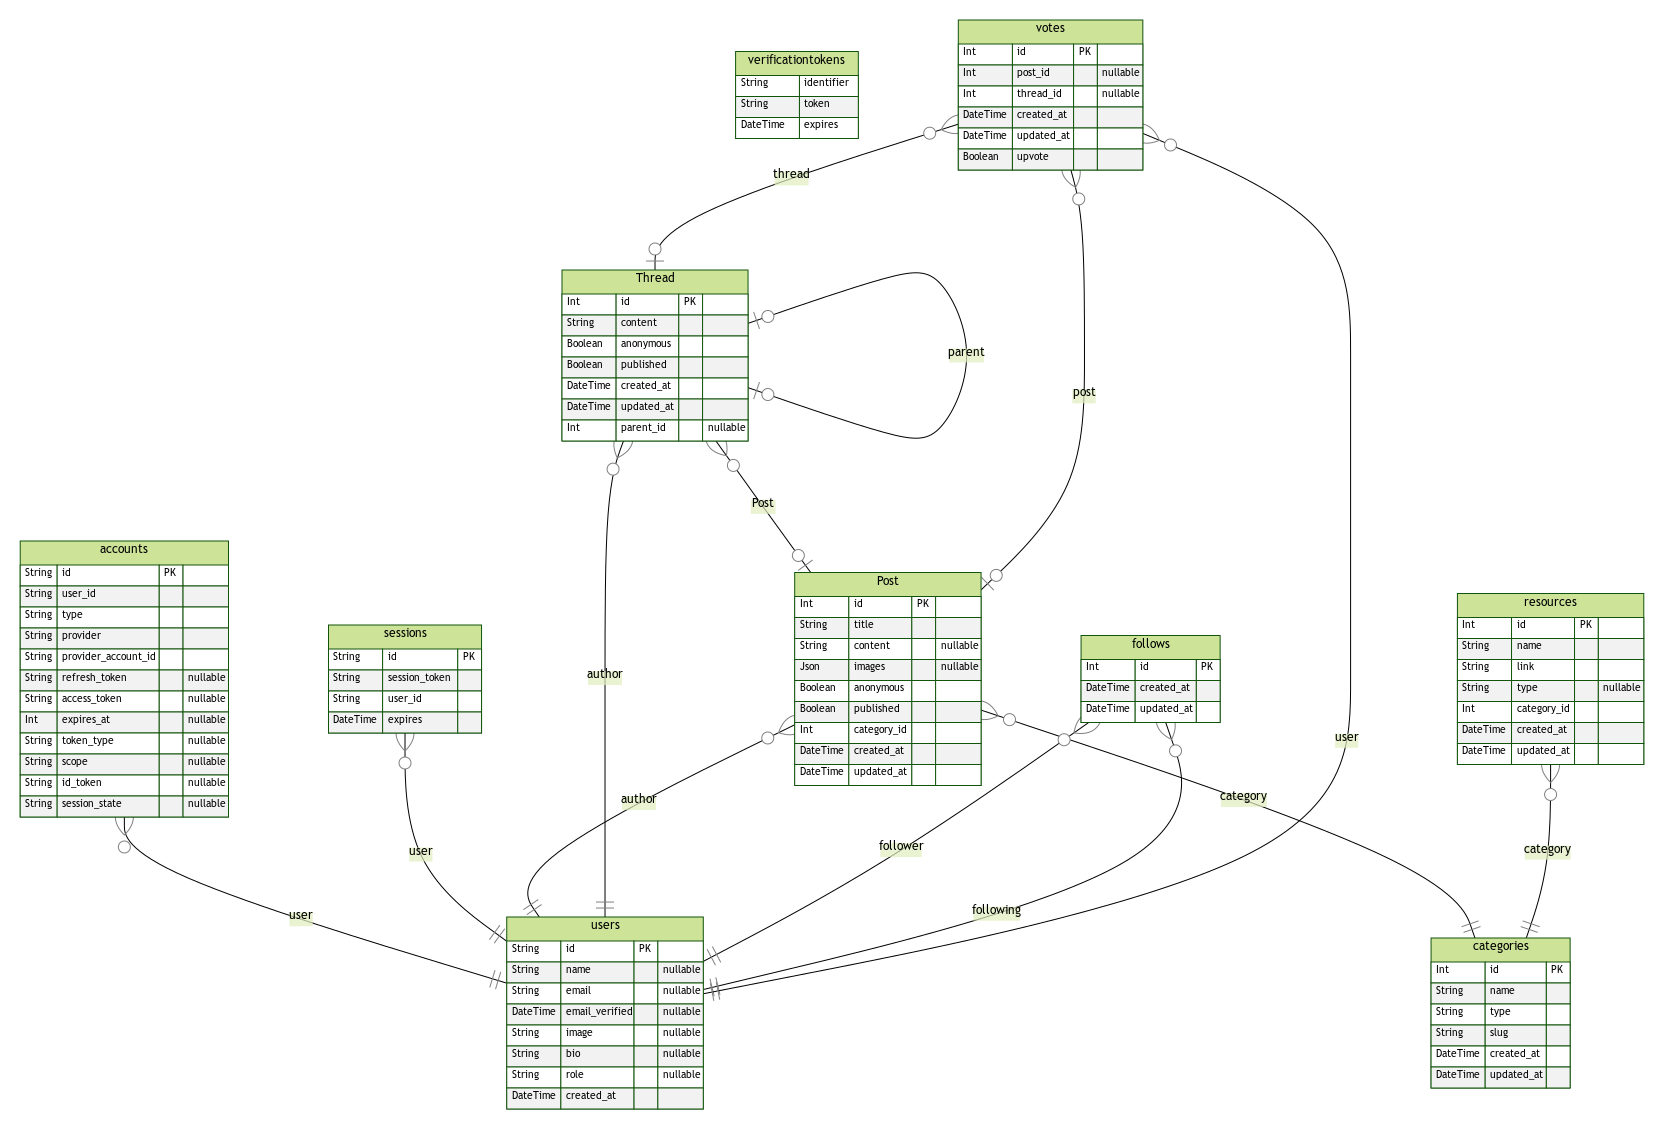 votes
Int id PK
Int post_id nullable
Int thread_id nullable
DateTime created_at
DateTime updated_at
Boolean upvote
verificationtokens
String identifier
String token
DateTime expires
thread
Thread
Int id PK
String content
Boolean anonymous
Boolean published
DateTime created_at
DateTime updated_at
Int parent_id nullable
parent
post
Post
accounts
String id PK
String user_id
String type
String provider
String provider_account_id
String refresh_token nullable
String access_token nullable
Int expires_at nullable
String token_type nullable
String scope nullable
String id_token nullable
String session_state nullable
sessions
String id PK
String session_token
String user_id
DateTime expires
author
Post
Int id PK
String title
String content nullable
Json images nullable
Boolean anonymous
Boolean published
Int category_id
DateTime created_at
DateTime updated_at
follows
Int id PK
DateTime created_at
DateTime updated_at
resources
Int id PK
String name
String link
String type nullable
Int category_id
DateTime created_at
DateTime updated_at
user
author
category
user
follower
category
user
following
users
String id PK
String name nullable
String email nullable
DateTime email_verified nullable
String image nullable
String bio nullable
String role nullable
DateTime created_at
categories
Int id PK
String name
String type
String slug
DateTime created_at
DateTime updated_at